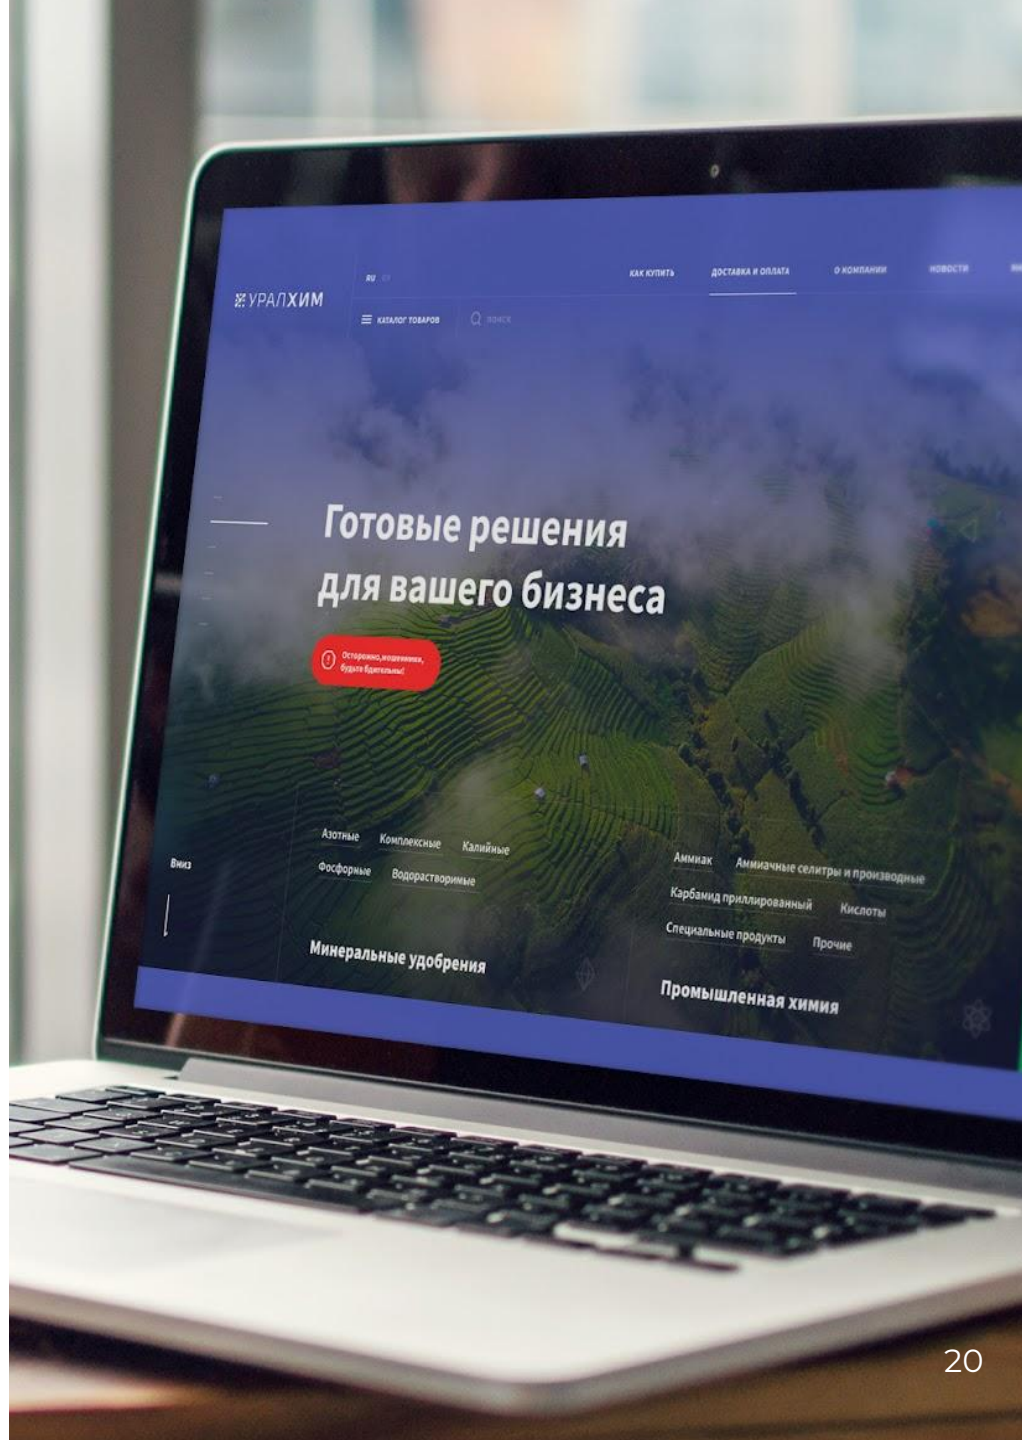 RU
КАК КУПИТЬ ДОСТАВКА И ОПЛАТА О КОМПАНИИ НОВОСТИ
УРАЛХИМ
КАТАЛОГ ТОВАРОВ ПОИСК
Готовые решения
для вашего бизнеса
Осторожно, мошенники,
будьте бдительны!
Азотные Комплексные Калийные
Фосфорные Водорастворимые
Минеральные удобрения
Аммиак Аммиачные селитры и производные
Карбамид приллированный Кислоты
Специальные продукты Прочие
Промышленная химия
Вниз
20